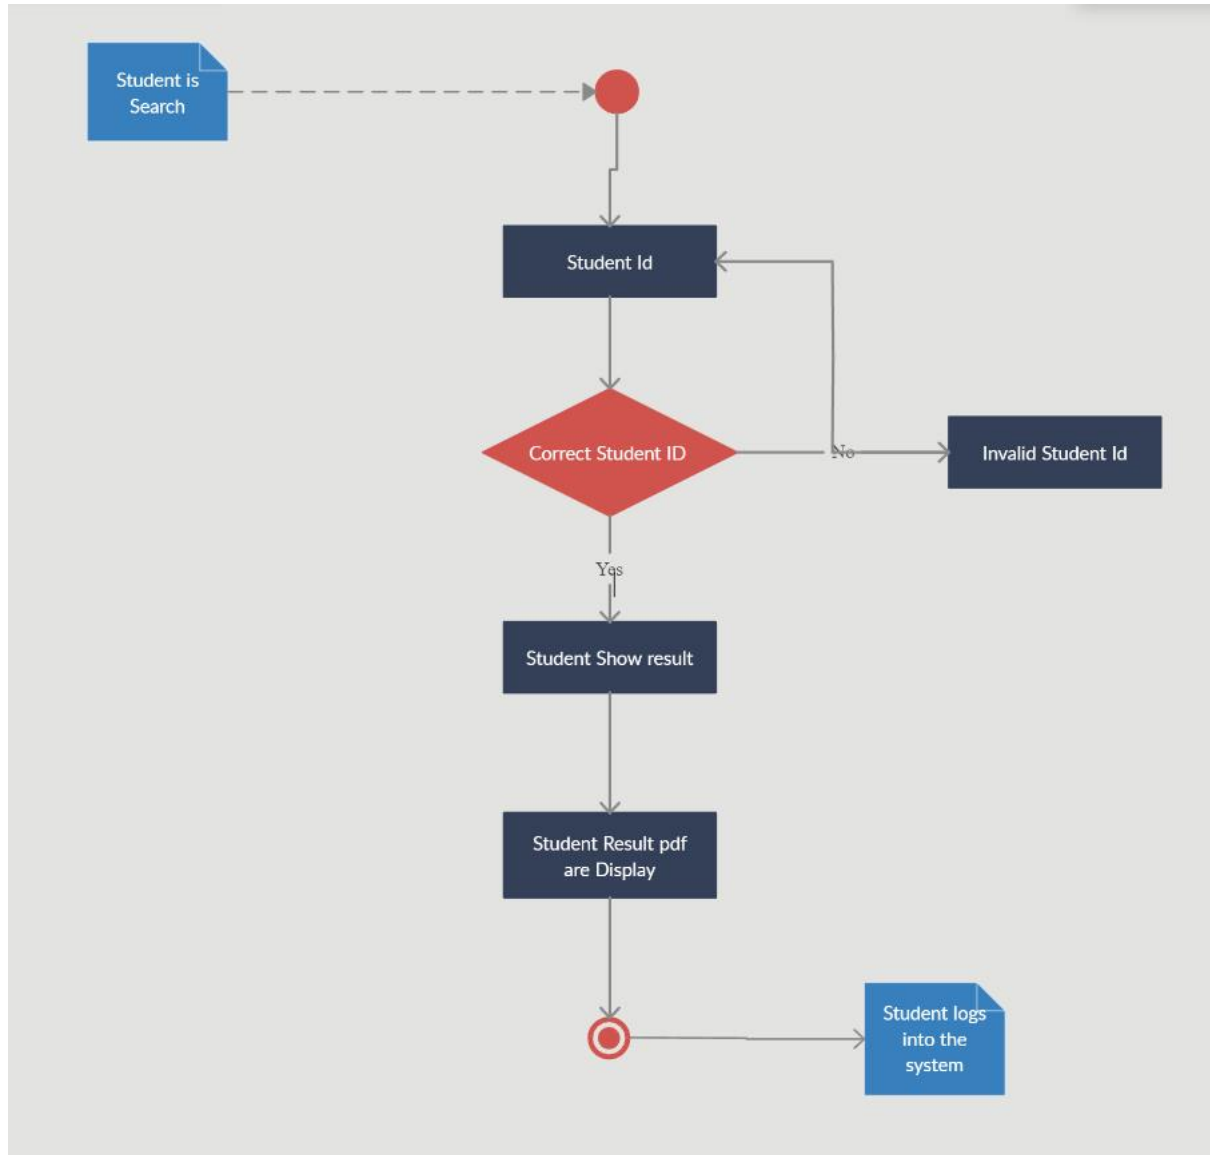 Student is
Search
Student Id
Correct Student ID
No
Invalid Student Id
Yes
Student Show result
Student Result pdf
are Display
Student logs
into the
system